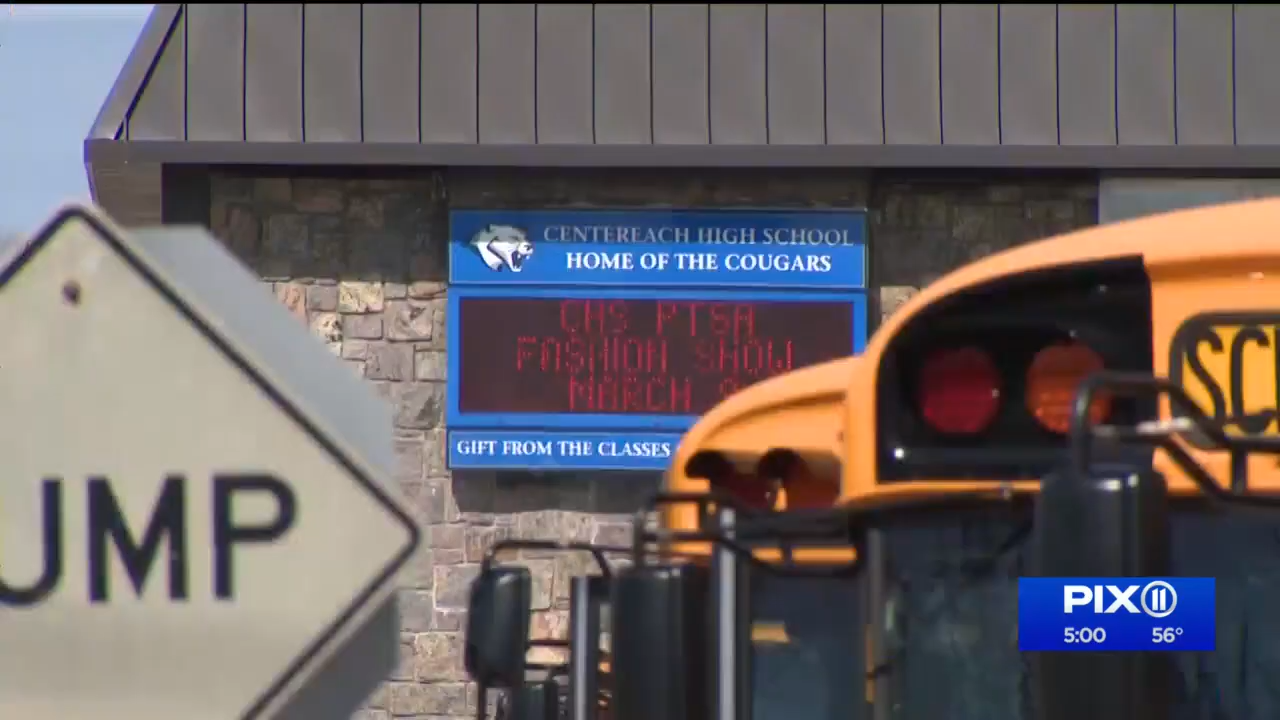 CENTEREACH HIGH SCHOOL
HOME OF THE COUGARS
CHS PTSA
FASHION SHOW
MARCH
GIFT FROM THE CLASSES
UMP
SC
PIX11
5:00 56°